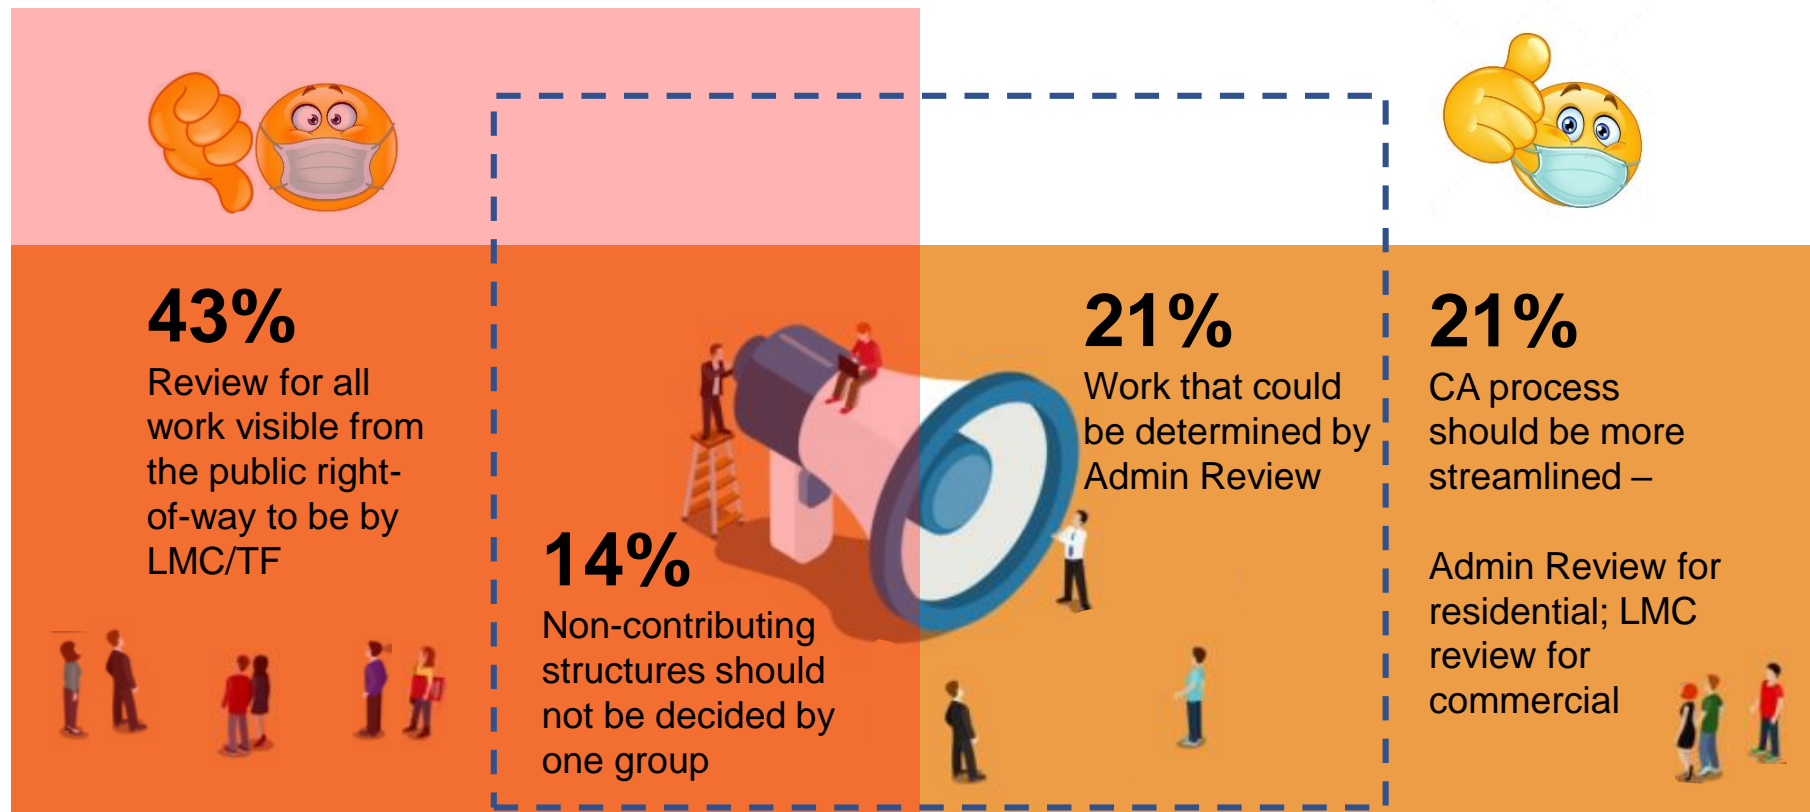 43%
Review for all
work visible from
the public right-
of-way to be by
LMC/TF
14%
Non-contributing
structures should
not be decided by
one group
21%
Work that could
be determined by
Admin Review
21%
CA process
should be more
streamlined –
Admin Review for
residential; LMC
review for
commercial